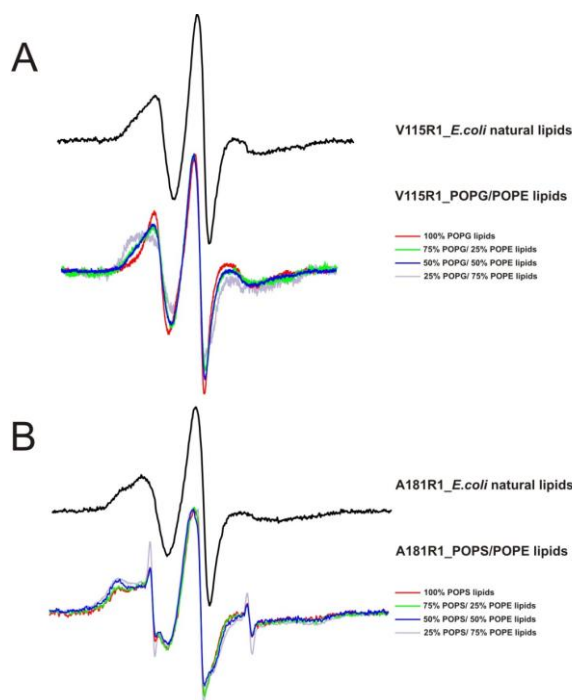 A
V115R1_E.coli natural lipids
V115R1_POPG/POPE lipids
100% POPG lipids
75% POPG/ 25% POPE lipids
50% POPG/ 50% POPE lipids
25% POPG/ 75% POPE lipids
B
A181R1_E.coli natural lipids
A181R1_POPS/POPE lipids
100% POPS lipids
75% POPS/ 25% POPE lipids
50% POPS/ 50% POPE lipids
25% POPS/ 75% POPE lipids